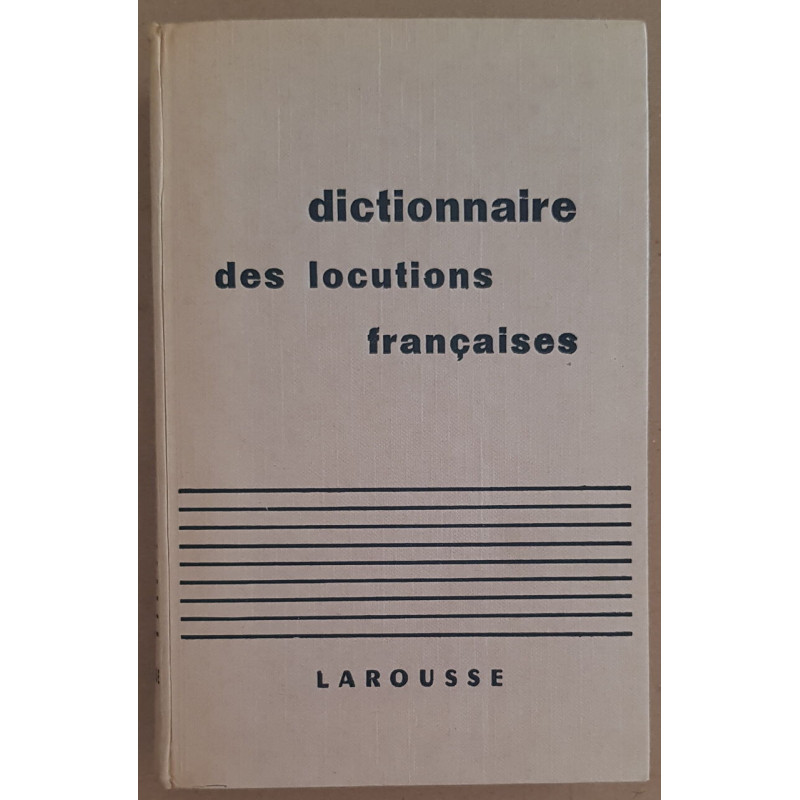 dictionnaire
des locutions
françaises
LAROUSSE